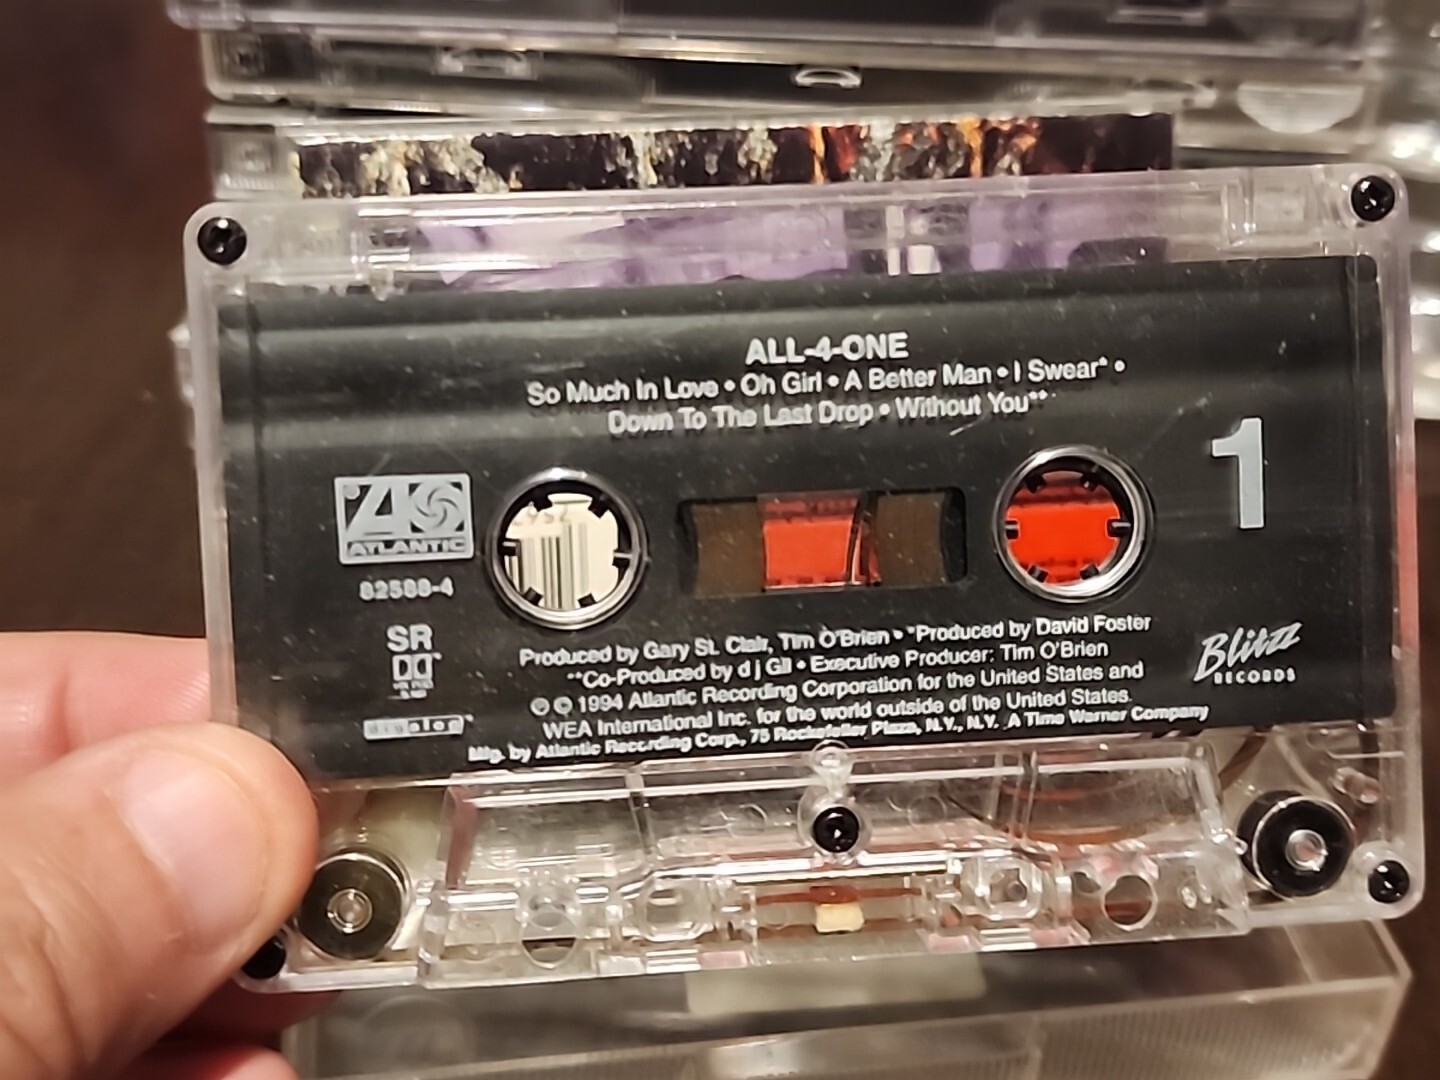 ALL-4-ONE
So Much In Love • Oh Girl • A Better Man • I Swear* •
Down To The Last Drop • Without You**
1
ATLANTIC
82588-4
SR
Produced by Gary St. Clair, Tim O'Brien • *Produced by David Foster
**Co-Produced by d j Gil • Executive Producer: Tim O'Brien
℗ © 1994 Atlantic Recording Corporation for the United States and
WEA International Inc. for the world outside of the United States.
Mfg. by Atlantic Recording Corp., 75 Rockefeller Plaza, N.Y., N.Y. A Time Warner Company
digalog
Blitzz
RECORDS